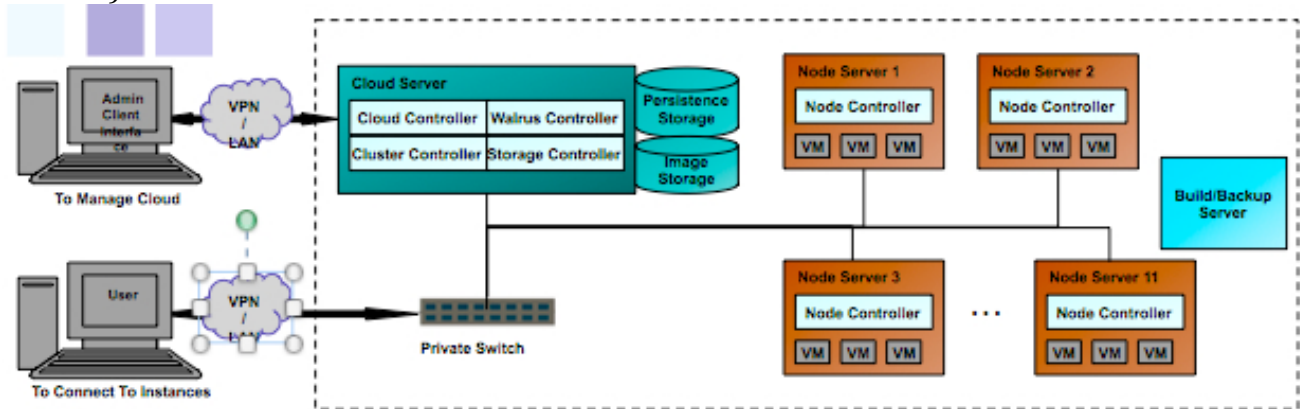 Admin
Client
Interfa
ce
VPN
/
LAN
To Manage Cloud
Cloud Server
Cloud Controller
Walrus Controller
Cluster Controller
Storage Controller
Persistence
Storage
Image
Storage
Node Server 1
Node Controller
VM VM VM
Node Server 2
Node Controller
VM VM VM
Build/Backup
Server
User
VPN
/
To Connect To Instances
Private Switch
Node Server 3
Node Controller
VM VM VM
...
Node Server 11
Node Controller
VM VM VM